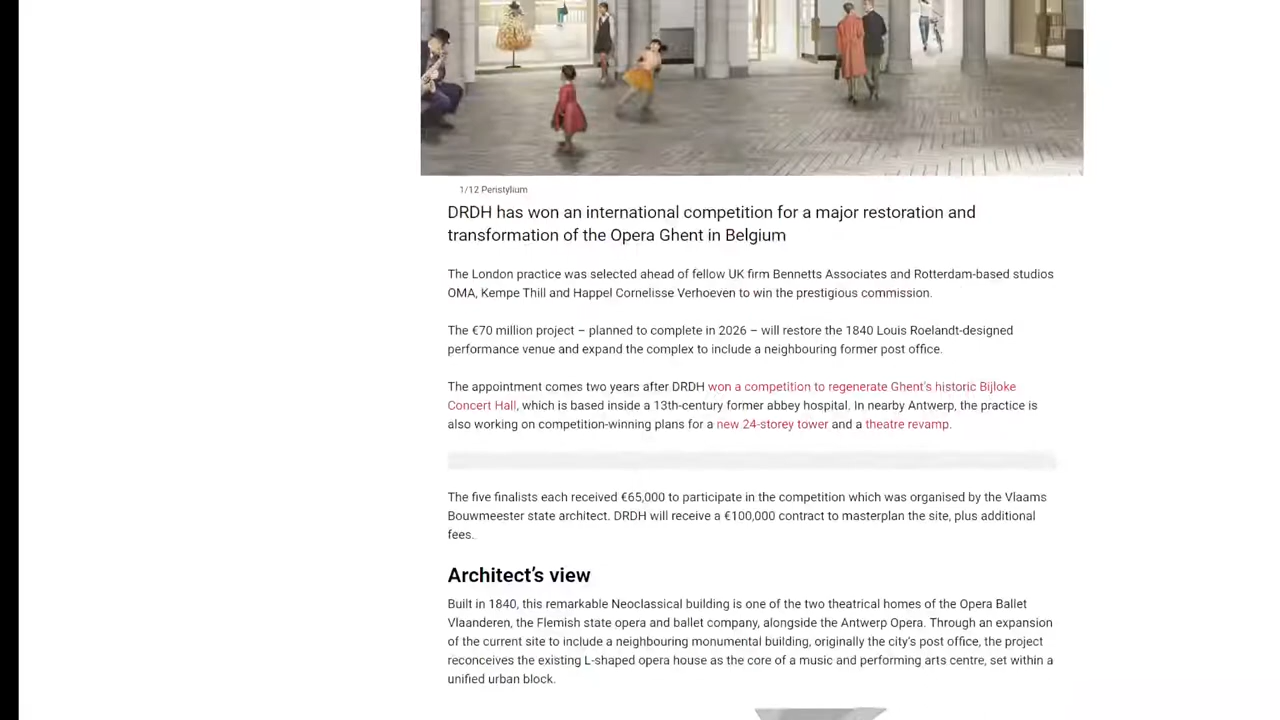 1/12 Peristylium
DRDH has won an international competition for a major restoration and
transformation of the Opera Ghent in Belgium
The London practice was selected ahead of fellow UK firm Bennetts Associates and Rotterdam-based studios
OMA, Kempe Thill and Happel Cornelisse Verhoeven to win the prestigious commission.
The €70 million project – planned to complete in 2026 – will restore the 1840 Louis Roelandt-designed
performance venue and expand the complex to include a neighbouring former post office.
The appointment comes two years after DRDH won a competition to regenerate Ghent's historic Bijloke
Concert Hall, which is based inside a 13th-century former abbey hospital. In nearby Antwerp, the practice is
also working on competition-winning plans for a new 24-storey tower and a theatre revamp.
The five finalists each received €65,000 to participate in the competition which was organised by the Vlaams
Bouwmeester state architect. DRDH will receive a €100,000 contract to masterplan the site, plus additional
fees.
Architect's view
Built in 1840, this remarkable Neoclassical building is one of the two theatrical homes of the Opera Ballet
Vlaanderen, the Flemish state opera and ballet company, alongside the Antwerp Opera. Through an expansion
of the current site to include a neighbouring monumental building, originally the city's post office, the project
reconceives the existing L-shaped opera house as the core of a music and performing arts centre, set within a
unified urban block.